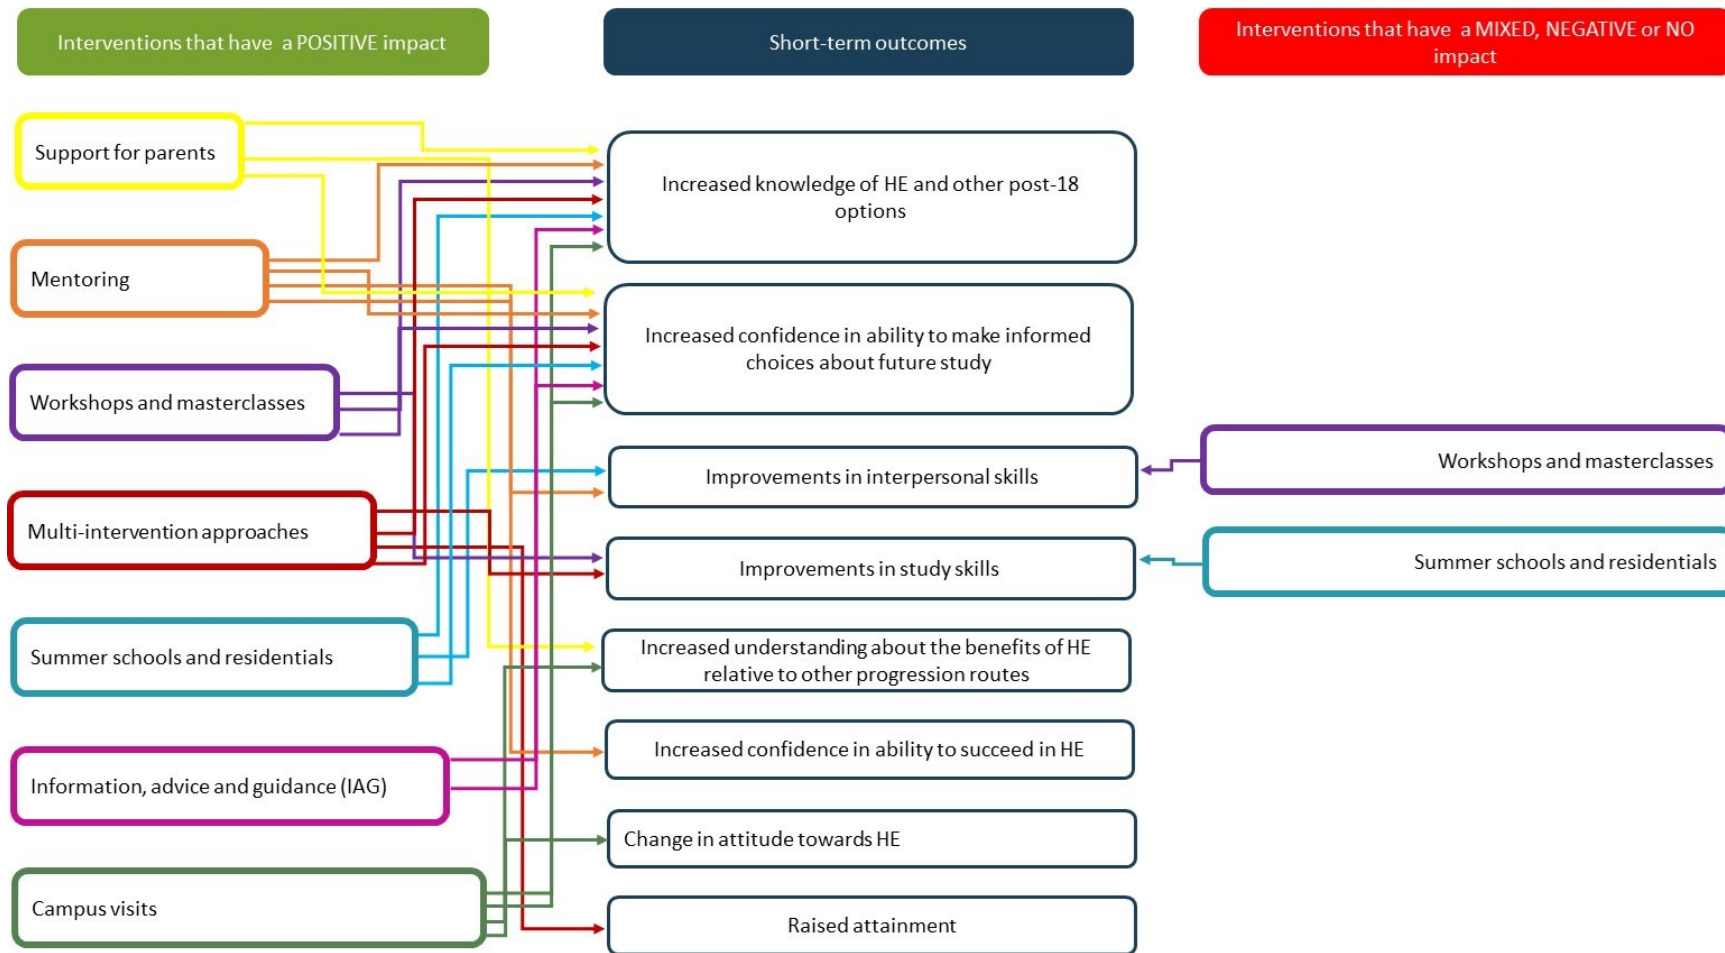 Interventions that have a POSITIVE impact
Short-term outcomes
Interventions that have a MIXED, NEGATIVE or NO
impact
Support for parents
Mentoring
Workshops and masterclasses
Multi-intervention approaches
Summer schools and residentials
Information, advice and guidance (IAG)
Campus visits
Increased knowledge of HE and other post-18
options
Increased confidence in ability to make informed
choices about future study
Improvements in interpersonal skills
Improvements in study skills
Increased understanding about the benefits of HE
relative to other progression routes
Increased confidence in ability to succeed in HE
Change in attitude towards HE
Raised attainment
Workshops and masterclasses
Summer schools and residentials